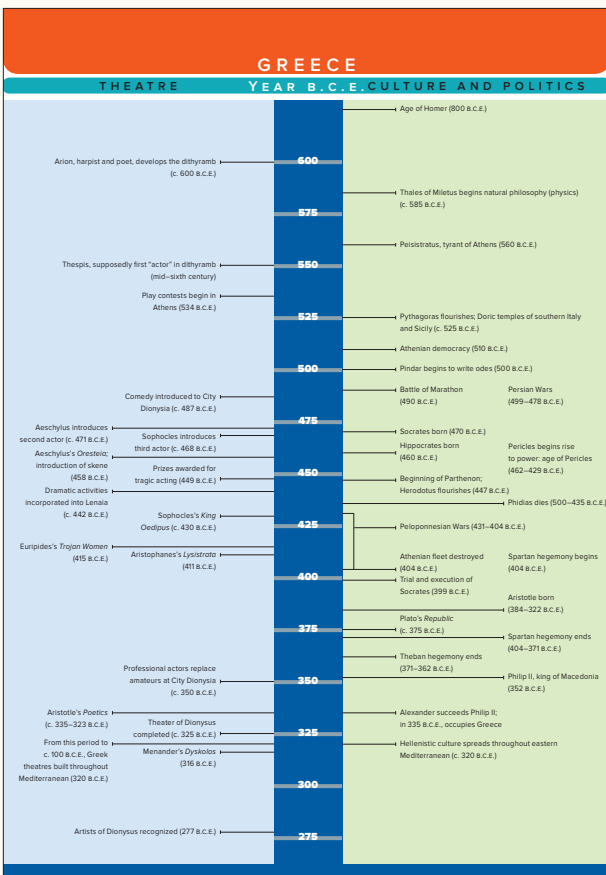 GREECE
THEATRE
YEAR B.C.E.
CULTURE AND POLITICS
Age of Homer (800 B.C.E.)
Arion, harpist and poet, develops the dithyramb
(c. 600 B.C.E.)
600
Thales of Miletus begins natural philosophy (physics)
(c. 585 B.C.E.)
575
Peisistratus, tyrant of Athens (560 B.C.E.)
Thespis, supposedly first "actor" in dithyramb
(mid–sixth century)
550
Play contests begin in
Athens (534 B.C.E.)
525
Pythagoras flourishes; Doric temples of southern Italy
and Sicily (c. 525 B.C.E.)
Athenian democracy (510 B.C.E.)
500
Pindar begins to write odes (500 B.C.E.)
Comedy introduced to City
Dionysia (c. 487 B.C.E.)
Battle of Marathon
(490 B.C.E.)
Persian Wars
(499–478 B.C.E.)
475
Aeschylus introduces
second actor (c. 471 B.C.E.)
Sophocles introduces
third actor (c. 468 B.C.E.)
Socrates born (470 B.C.E.)
Hippocrates born
(460 B.C.E.)
Pericles begins rise
to power: age of Pericles
(462–429 B.C.E.)
Aeschylus's Oresteia;
introduction of skene
(458 B.C.E.)
Prizes awarded for
tragic acting (449 B.C.E.)
450
Beginning of Parthenon;
Herodotus flourishes (447 B.C.E.)
Dramatic activities
incorporated into Lenaia
(c. 442 B.C.E.)
Phidias dies (500–435 B.C.E.)
Sophocles's King
Oedipus (c. 430 B.C.E.)
425
Peloponnesian Wars (431–404 B.C.E.)
Euripides's Trojan Women
(415 B.C.E.)
Aristophanes's Lysistrata
(411 B.C.E.)
Athenian fleet destroyed
(404 B.C.E.)
Spartan hegemony begins
(404 B.C.E.)
400
Trial and execution of
Socrates (399 B.C.E.)
Aristotle born
(384–322 B.C.E.)
Plato's Republic
(c. 375 B.C.E.)
375
Spartan hegemony ends
(404–371 B.C.E.)
Theban hegemony ends
(371–362 B.C.E.)
Professional actors replace
amateurs at City Dionysia
(c. 350 B.C.E.)
350
Philip II, king of Macedonia
(352 B.C.E.)
Aristotle's Poetics
(c. 335–323 B.C.E.)
Theater of Dionysus
completed (c. 325 B.C.E.)
Alexander succeeds Philip II;
in 335 B.C.E., occupies Greece
325
From this period to
c. 100 B.C.E., Greek
theatres built throughout
Mediterranean (320 B.C.E.)
Menander's Dyskolos
(316 B.C.E.)
Hellenistic culture spreads throughout eastern
Mediterranean (c. 320 B.C.E.)
300
Artists of Dionysus recognized (277 B.C.E.)
275